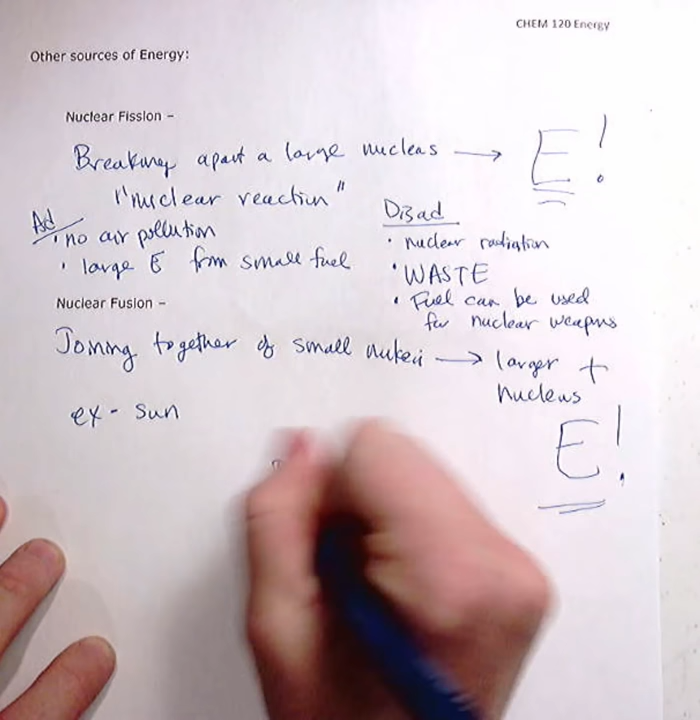 CHEM 120 Energy
Other sources of Energy:
Nuclear Fission –
Breaking apart a large nucleas → E!
"nuclear reaction"
Ad
• no air pollution
• large E from small fuel
Disad
• nuclear radiation
• WASTE
• Fuel can be used
for nuclear weapons
Nuclear Fusion –
Joining together of small nuclei → larger +
nucleus
E!
ex - sun